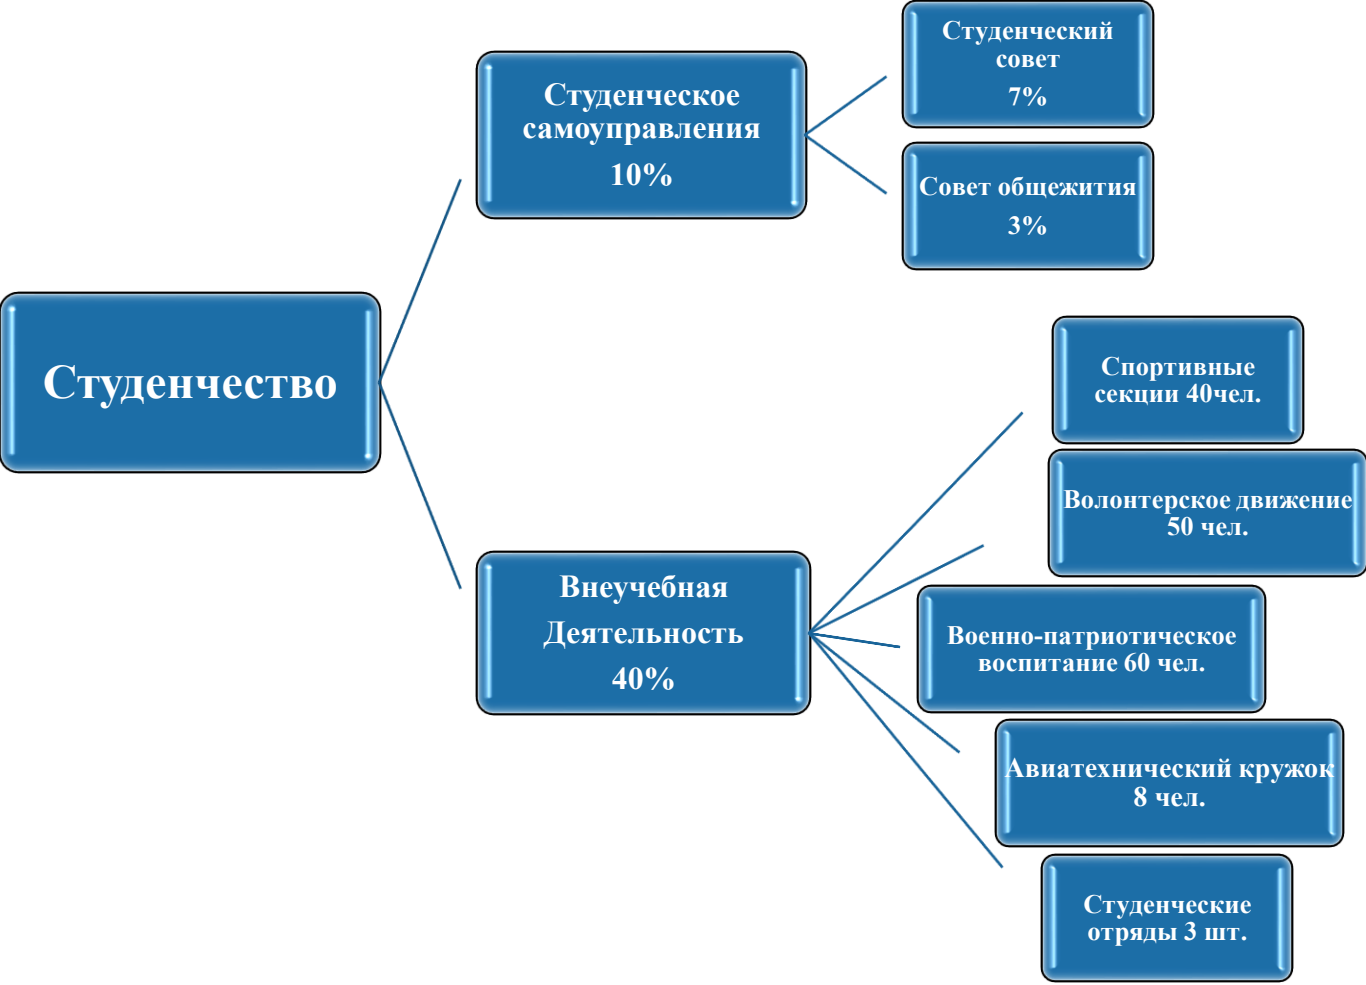 Студенчество
Студенческое
самоуправления
10%
Студенческий
совет
7%
Совет общежития
3%
Внеучебная
Деятельность
40%
Спортивные
секции 40чел.
Волонтерское движение
50 чел.
Военно-патриотическое
воспитание 60 чел.
Авиатехнический кружок
8 чел.
Студенческие
отряды 3 шт.